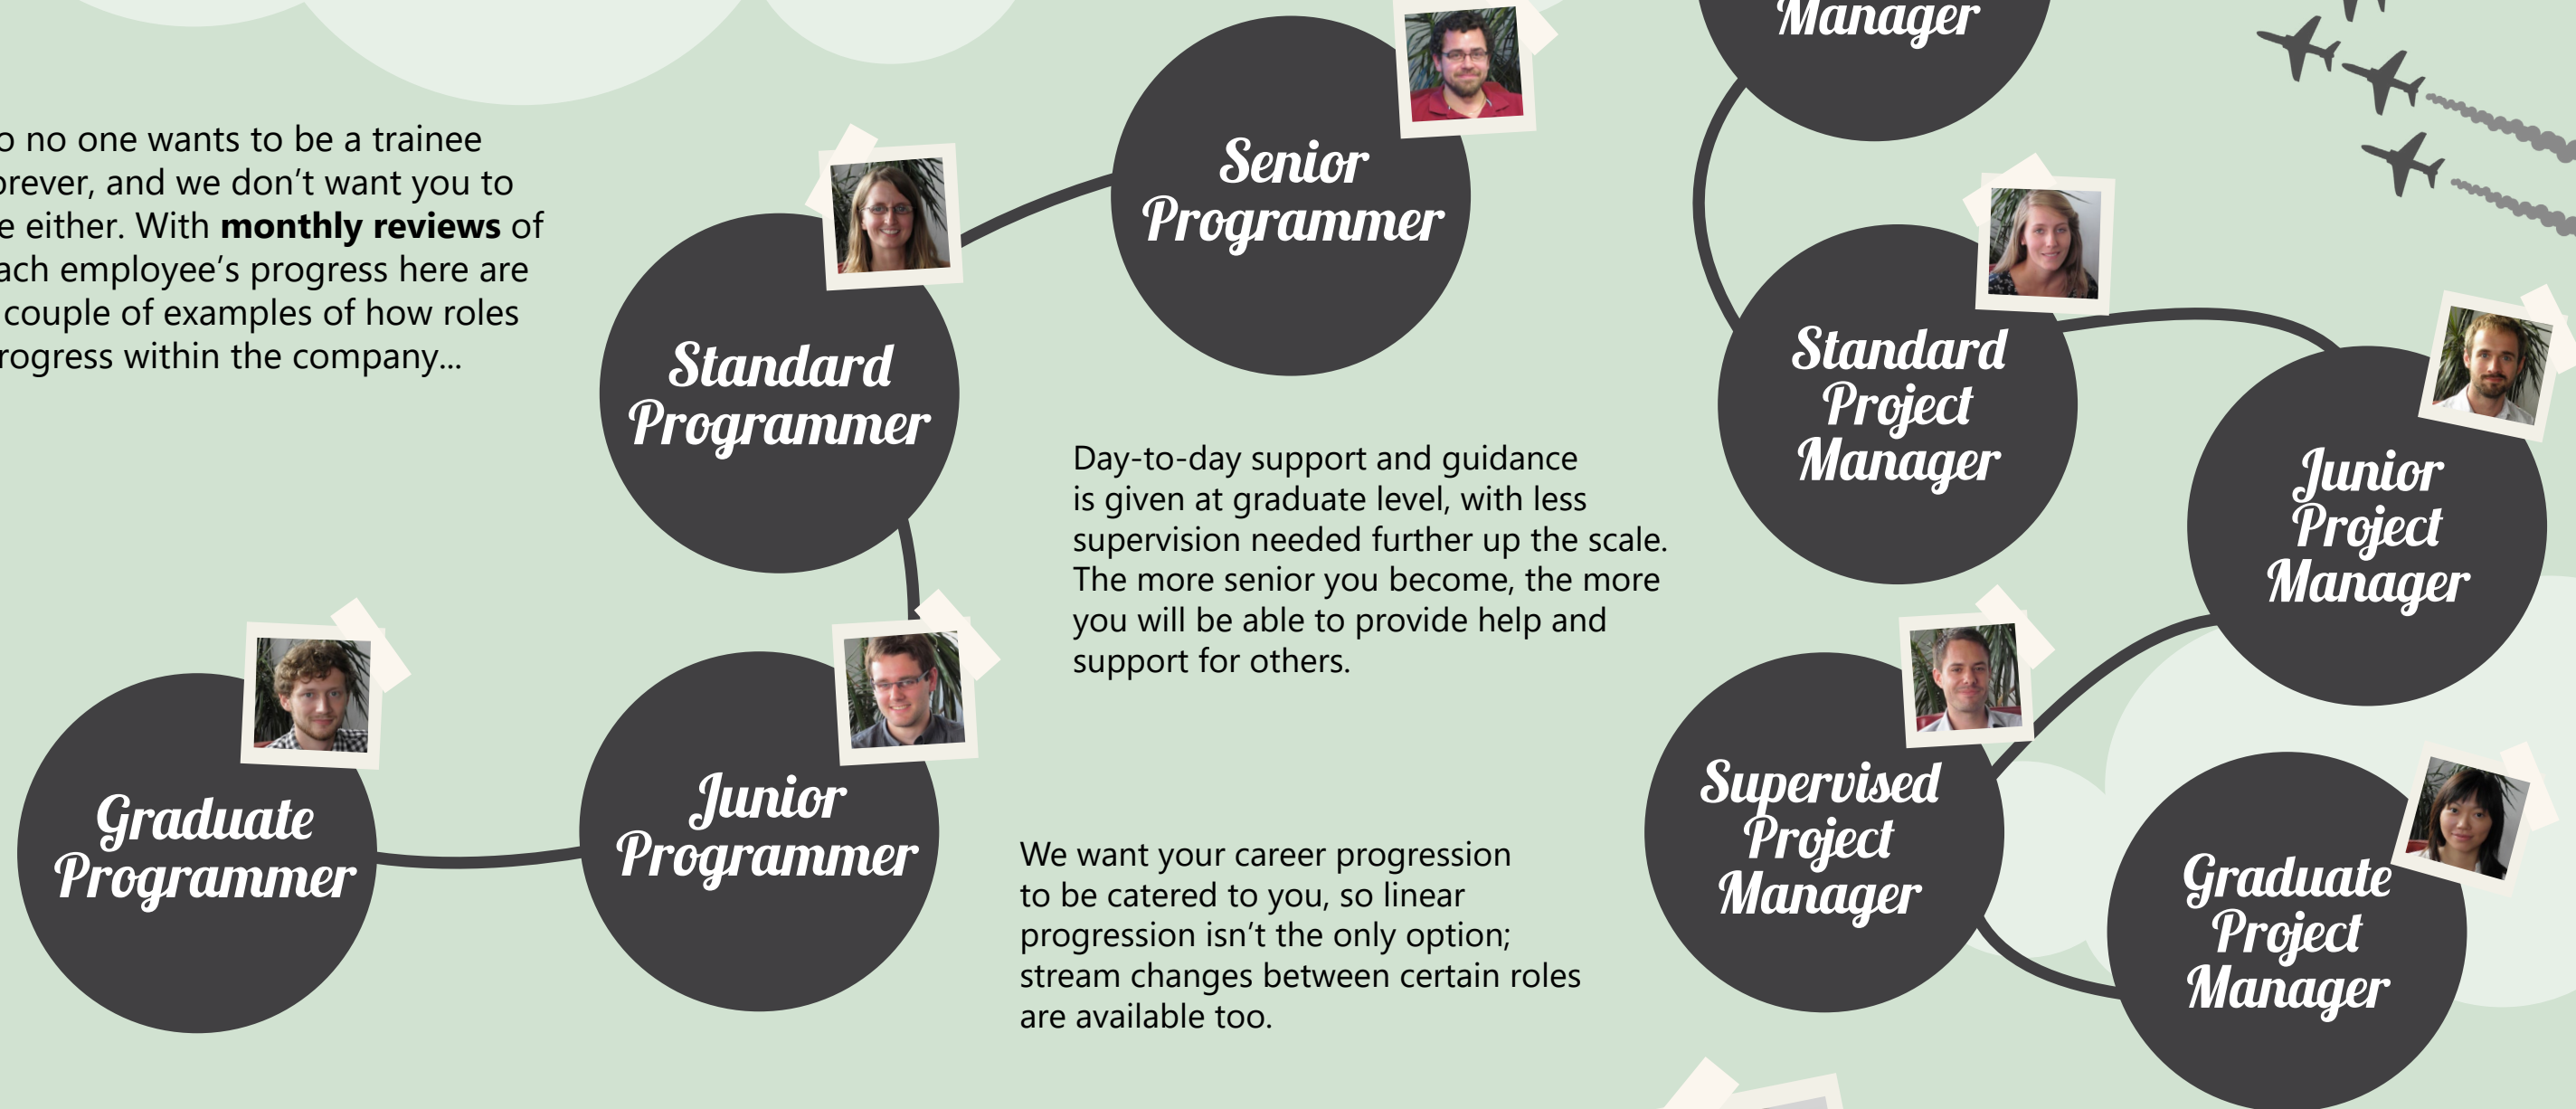 o no one wants to be a trainee
orever, and we don’t want you to
e either. With monthly reviews of
ach employee’s progress here are
couple of examples of how roles
rogress within the company...
Senior
Programmer
Standard
Programmer
Graduate
Programmer
Junior
Programmer
Day-to-day support and guidance
is given at graduate level, with less
supervision needed further up the scale.
The more senior you become, the more
you will be able to provide help and
support for others.
We want your career progression
to be catered to you, so linear
progression isn’t the only option;
stream changes between certain roles
are available too.
Manager
Standard
Project
Manager
Junior
Project
Manager
Supervised
Project
Manager
Graduate
Project
Manager